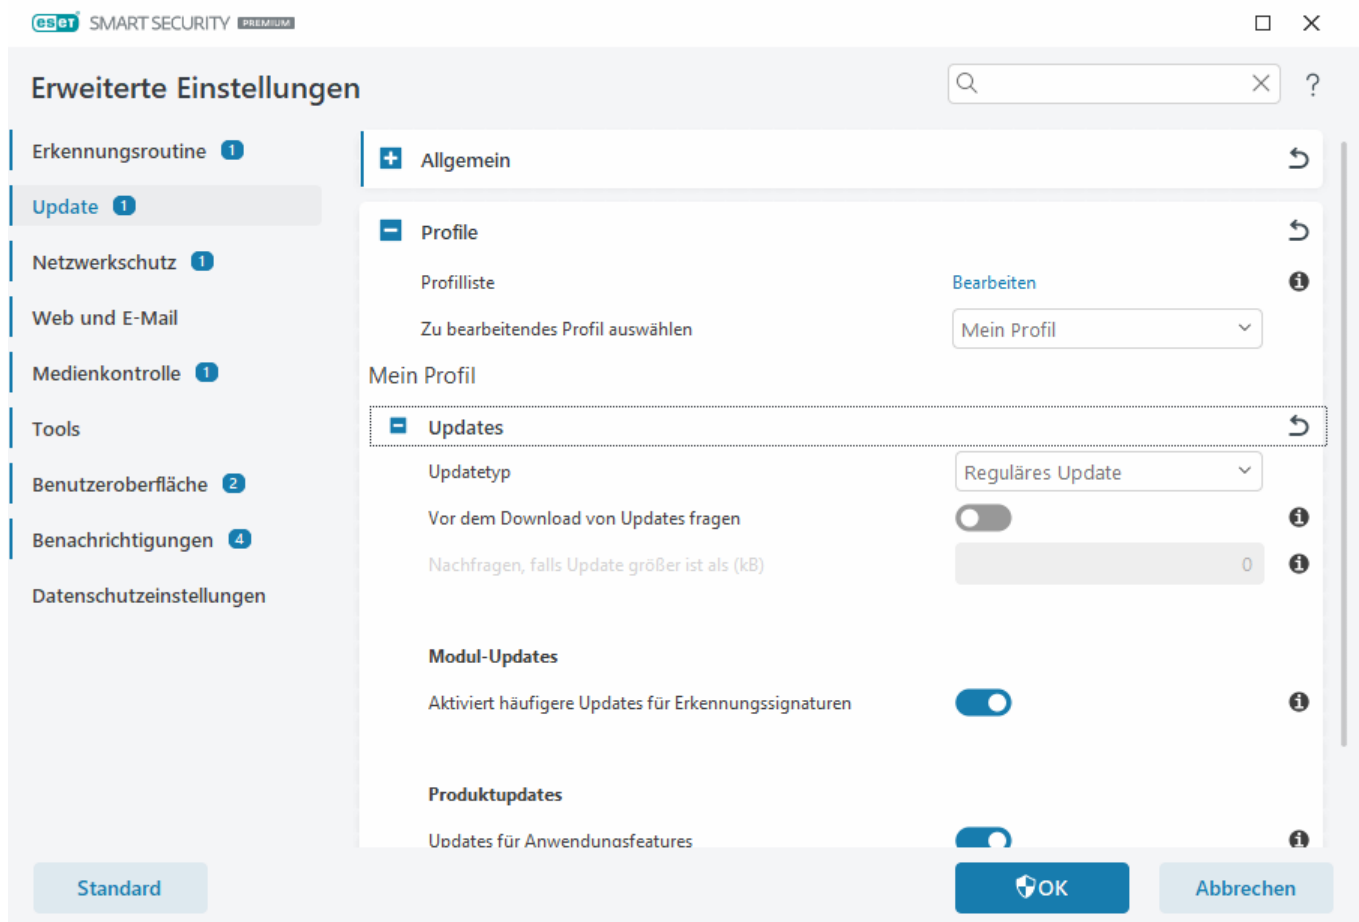 eset SMART SECURITY PREMIUM
Erweiterte Einstellungen
?
Erkennungsroutine 1
Update 1
Netzwerkschutz 1
Web und E-Mail
Medienkontrolle 1
Tools
Benutzeroberfläche 2
Benachrichtigungen 4
Datenschutzeinstellungen
Allgemein
Profile
Profilliste Bearbeiten
Zu bearbeitendes Profil auswählen Mein Profil
Mein Profil
Updates
Updatetyp Reguläres Update
Vor dem Download von Updates fragen
Nachfragen, falls Update größer ist als (kB) 0
Modul-Updates
Aktiviert häufigere Updates für Erkennungssignaturen
Produktupdates
Updates für Anwendungsfeatures
Standard OK Abbrechen